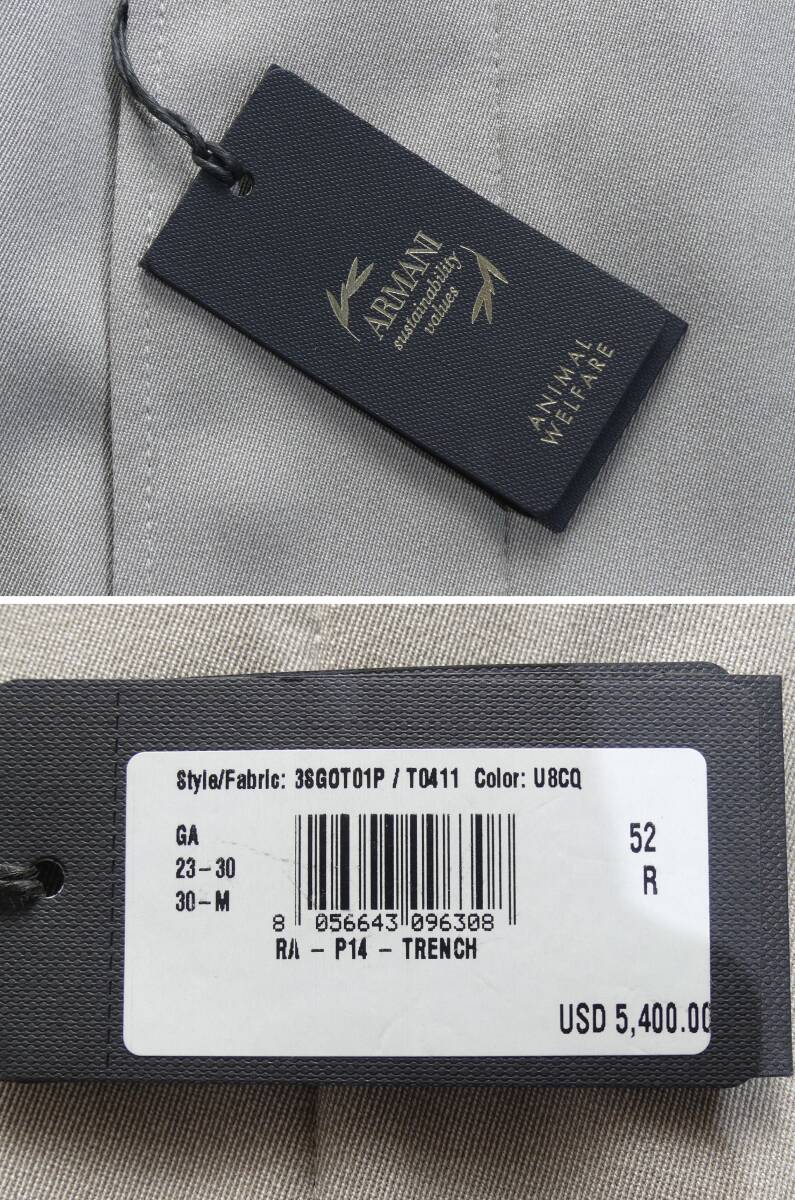 ARMANI
sustainability
values
ANIMAL
WELFARE
Style/Fabric: 3SGOT01P / T0411 Color: U8CQ
GA
23-30
30-M
52
R
8 056643 096308
RA - P14 - TRENCH
USD 5,400.00